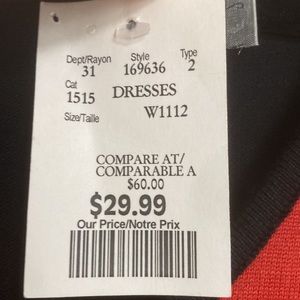 Dept/Rayon Style Type
31 169636 2
Cat
1515 DRESSES
Size/Taille W1112
COMPARE AT/
COMPARABLE A
$60.00
$29.99
Our Price/Notre Prix